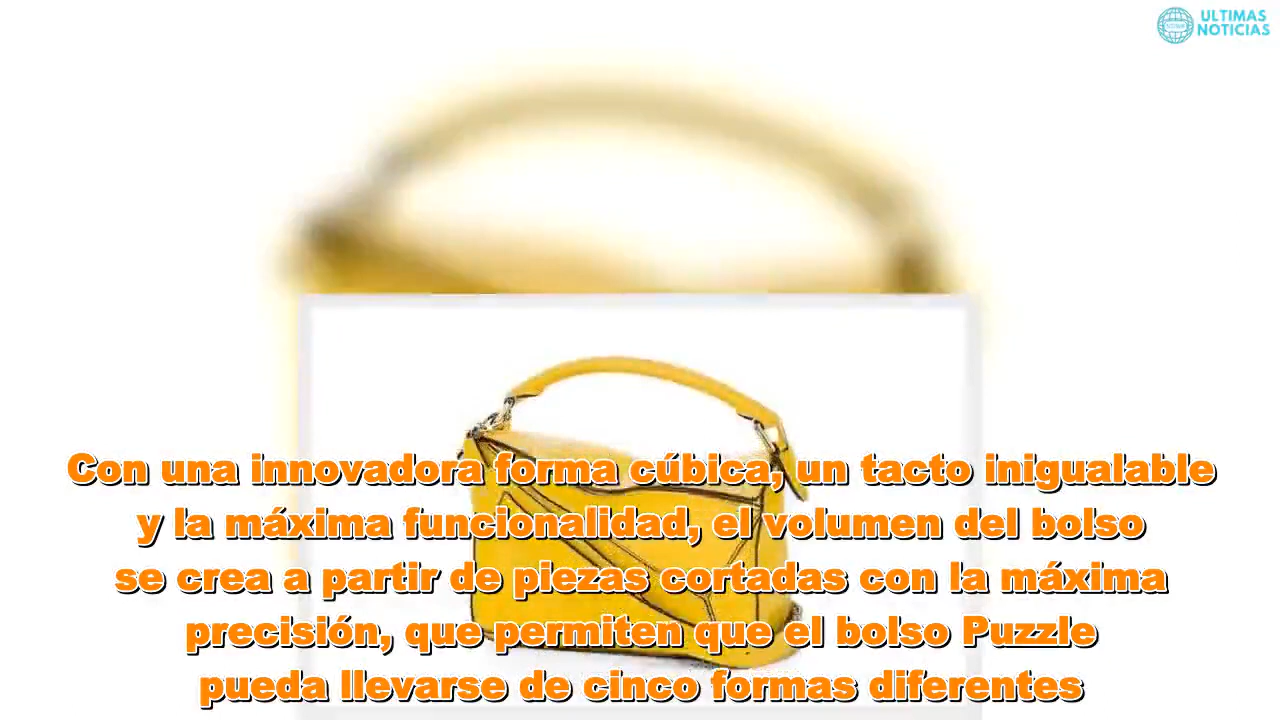 ULTIMAS
NOTICIAS
Con una innovadora forma cúbica, un tacto inigualable
y la máxima funcionalidad, el volumen del bolso
se crea a partir de piezas cortadas con la máxima
precisión, que permiten que el bolso Puzzle
pueda llevarse de cinco formas diferentes